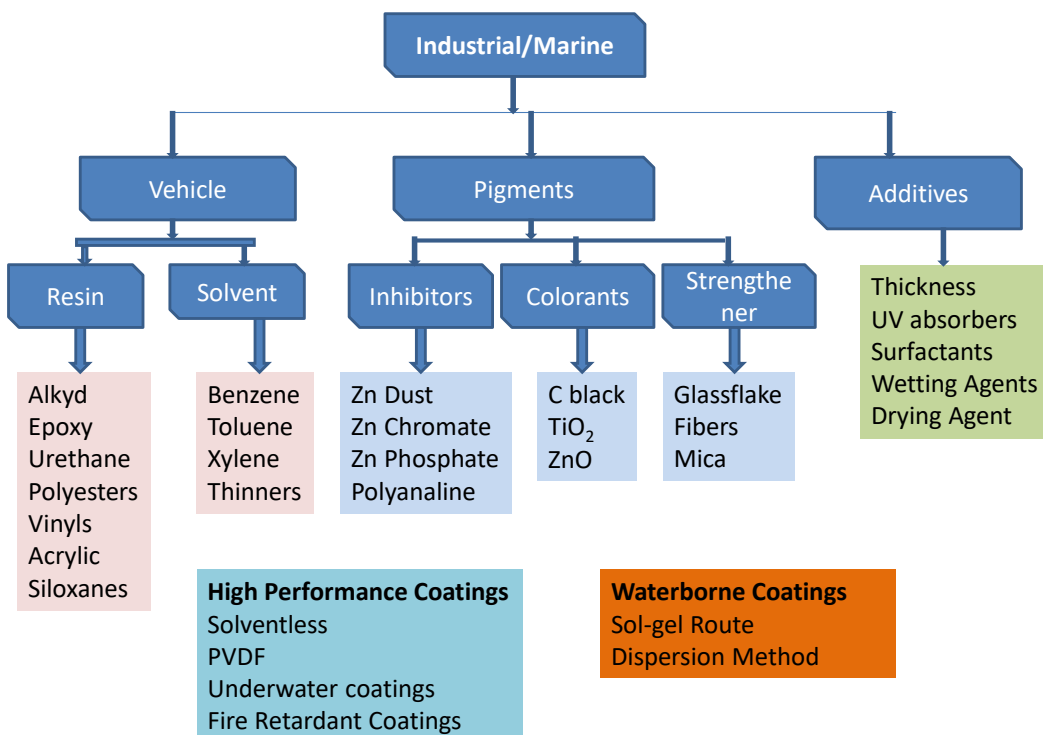 Industrial/Marine
Vehicle
Pigments
Additives
Resin
Solvent
Inhibitors
Colorants
Strengthe
ner
Alkyd
Epoxy
Urethane
Polyesters
Vinyls
Acrylic
Siloxanes
Benzene
Toluene
Xylene
Thinners
Zn Dust
Zn Chromate
Zn Phosphate
Polyanaline
C black
TiO₂
ZnO
Glassflake
Fibers
Mica
Thickness
UV absorbers
Surfactants
Wetting Agents
Drying Agent
High Performance Coatings
Solventless
PVDF
Underwater coatings
Fire Retardant Coatings
Waterborne Coatings
Sol-gel Route
Dispersion Method